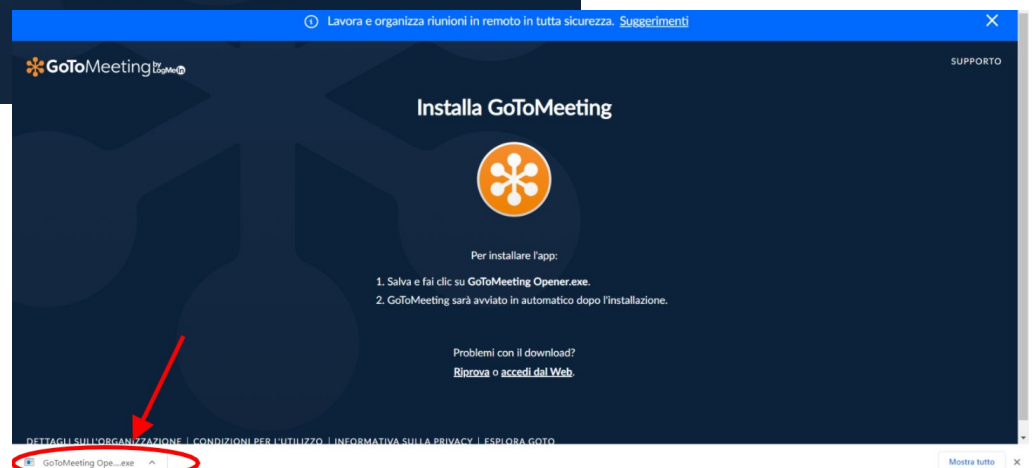 Lavora e organizza riunioni in remoto in tutta sicurezza. Suggerimenti
GoToMeeting by LogMeIn
SUPPORTO
Installa GoToMeeting
Per installare l'app:
1. Salva e fai clic su GoToMeeting Opener.exe.
2. GoToMeeting sarà avviato in automatico dopo l'installazione.
Problemi con il download?
Riprova o accedi dal Web.
DETTAGLI SULL'ORGANIZZAZIONE | CONDIZIONI PER L'UTILIZZO | INFORMATIVA SULLA PRIVACY | ESPLORA GOTO
GoToMeeting Ope....exe
Mostra tutto